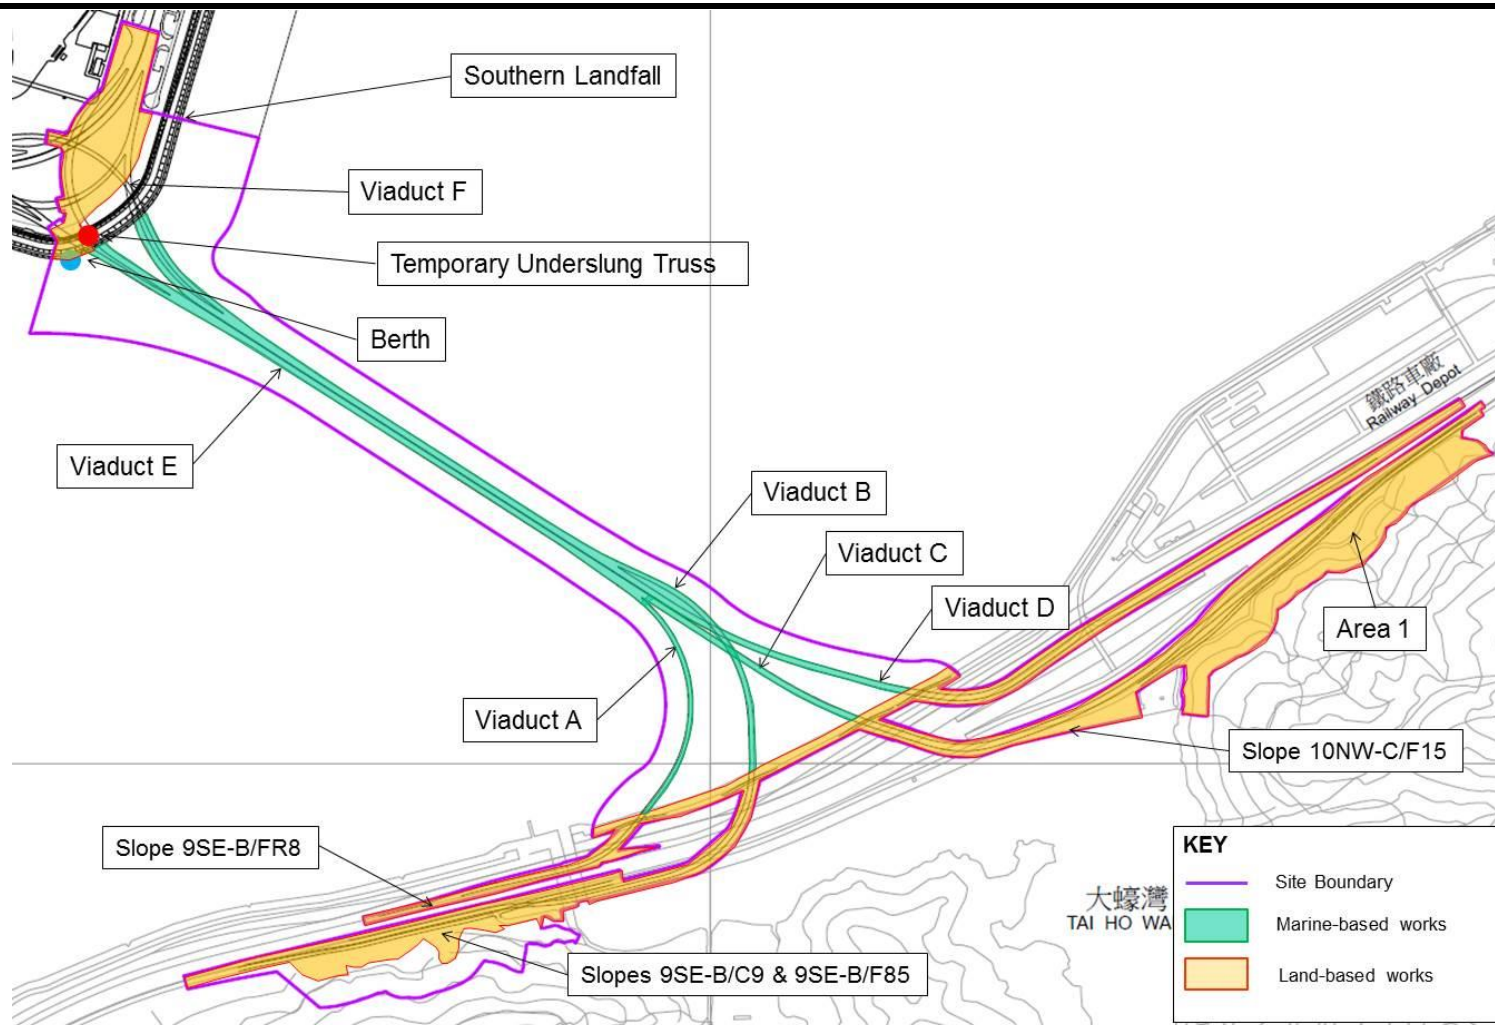 Southern Landfall
Viaduct F
Temporary Underslung Truss
Berth
鐵路車廠
Railway Depot
Viaduct E
Viaduct B
Viaduct C
Viaduct D
Area 1
Viaduct A
Slope 10NW-C/F15
Slope 9SE-B/FR8
大蠔灣
TAI HO WA
Slopes 9SE-B/C9 & 9SE-B/F85
KEY
Site Boundary
Marine-based works
Land-based works